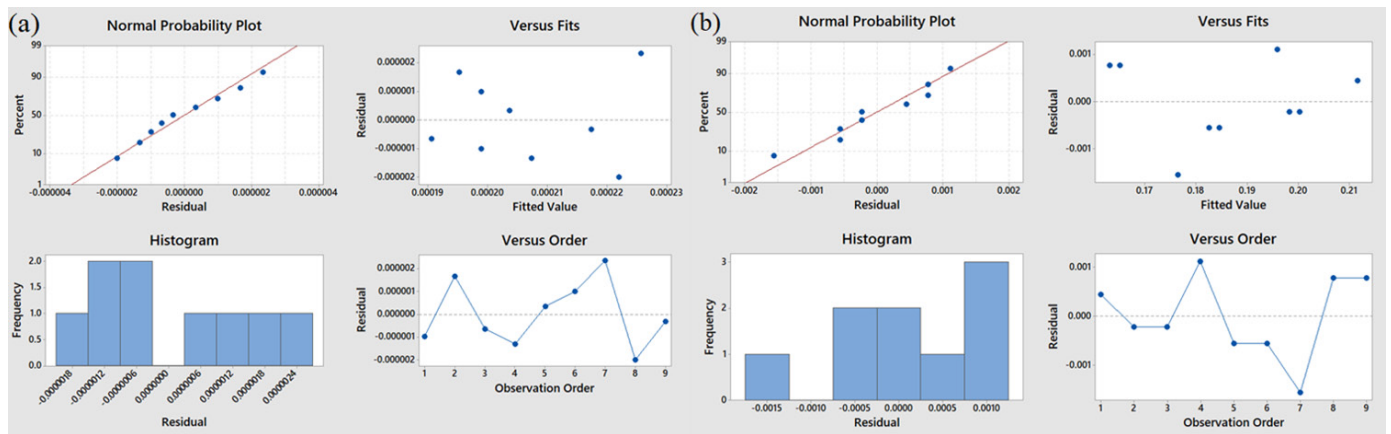 (a)
Normal Probability Plot
99
90
50
10
1
Percent
-0.000004 -0.000002 0.000000 0.000002 0.000004
Residual
Versus Fits
0.000002
0.000001
0.000000
-0.000001
-0.000002
Residual
0.00019 0.00020 0.00021 0.00022 0.00023
Fitted Value
Histogram
2.0
1.5
1.0
0.5
0.0
Frequency
-0.0000018 -0.0000012 -0.0000006 0.0000000 0.0000006 0.0000012 0.0000018 0.0000024
Residual
Versus Order
0.000002
0.000001
0.000000
-0.000001
-0.000002
Residual
1 2 3 4 5 6 7 8 9
Observation Order
(b)
Normal Probability Plot
99
90
50
10
1
Percent
-0.002 -0.001 0.000 0.001 0.002
Residual
Versus Fits
0.001
0.000
-0.001
Residual
0.17 0.18 0.19 0.20 0.21
Fitted Value
Histogram
3
2
1
0
Frequency
-0.0015 -0.0010 -0.0005 0.0000 0.0005 0.0010
Residual
Versus Order
0.001
0.000
-0.001
Residual
1 2 3 4 5 6 7 8 9
Observation Order